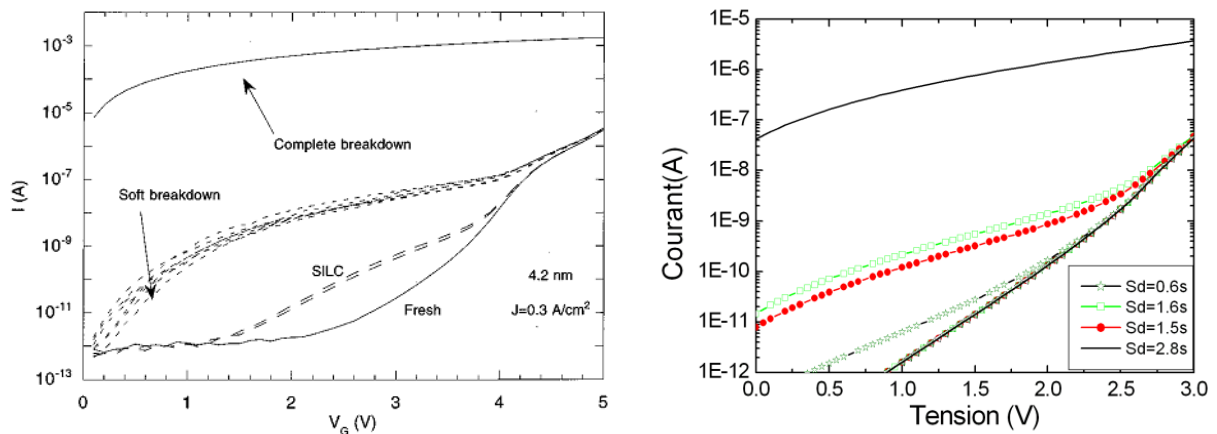 I (A)
10⁻³
10⁻⁵
10⁻⁷
10⁻⁹
10⁻¹¹
10⁻¹³
Complete breakdown
Soft breakdown
SILC
4.2 nm
Fresh
J=0.3 A/cm²
0 1 2 3 4 5
V_G (V)
Courant(A)
1E-5
1E-6
1E-7
1E-8
1E-9
1E-10
1E-11
1E-12
Sd=0.6s
Sd=1.6s
Sd=1.5s
Sd=2.8s
0.0 0.5 1.0 1.5 2.0 2.5 3.0
Tension (V)